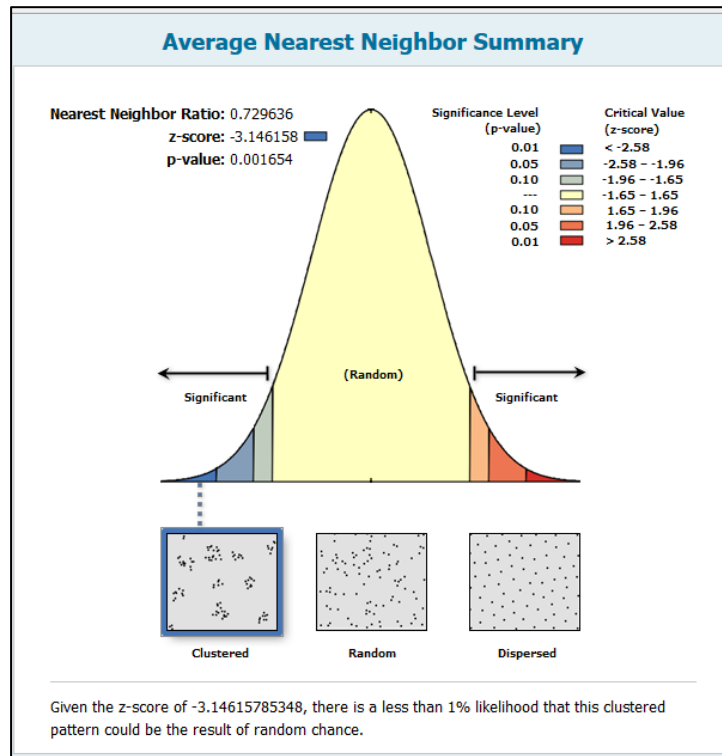 Average Nearest Neighbor Summary
Nearest Neighbor Ratio: 0.729636
z-score: -3.146158
p-value: 0.001654
Significance Level Critical Value
(p-value) (z-score)
0.01 < -2.58
0.05 -2.58 – -1.96
0.10 -1.96 – -1.65
--- -1.65 – 1.65
0.10 1.65 – 1.96
0.05 1.96 – 2.58
0.01 > 2.58
(Random)
Significant Significant
Clustered Random Dispersed
Given the z-score of -3.14615785348, there is a less than 1% likelihood that this clustered
pattern could be the result of random chance.